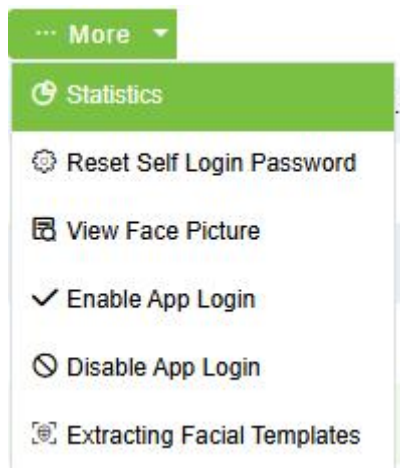 ··· More
Statistics
Reset Self Login Password
View Face Picture
Enable App Login
Disable App Login
Extracting Facial Templates